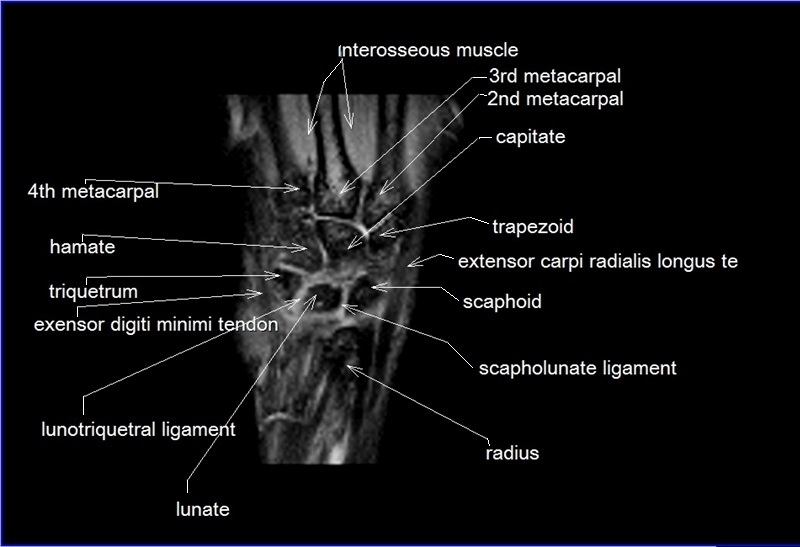 interosseous muscle
3rd metacarpal
2nd metacarpal
capitate
4th metacarpal
trapezoid
hamate
extensor carpi radialis longus te
triquetrum
scaphoid
exensor digiti minimi tendon
scapholunate ligament
lunotriquetral ligament
radius
lunate